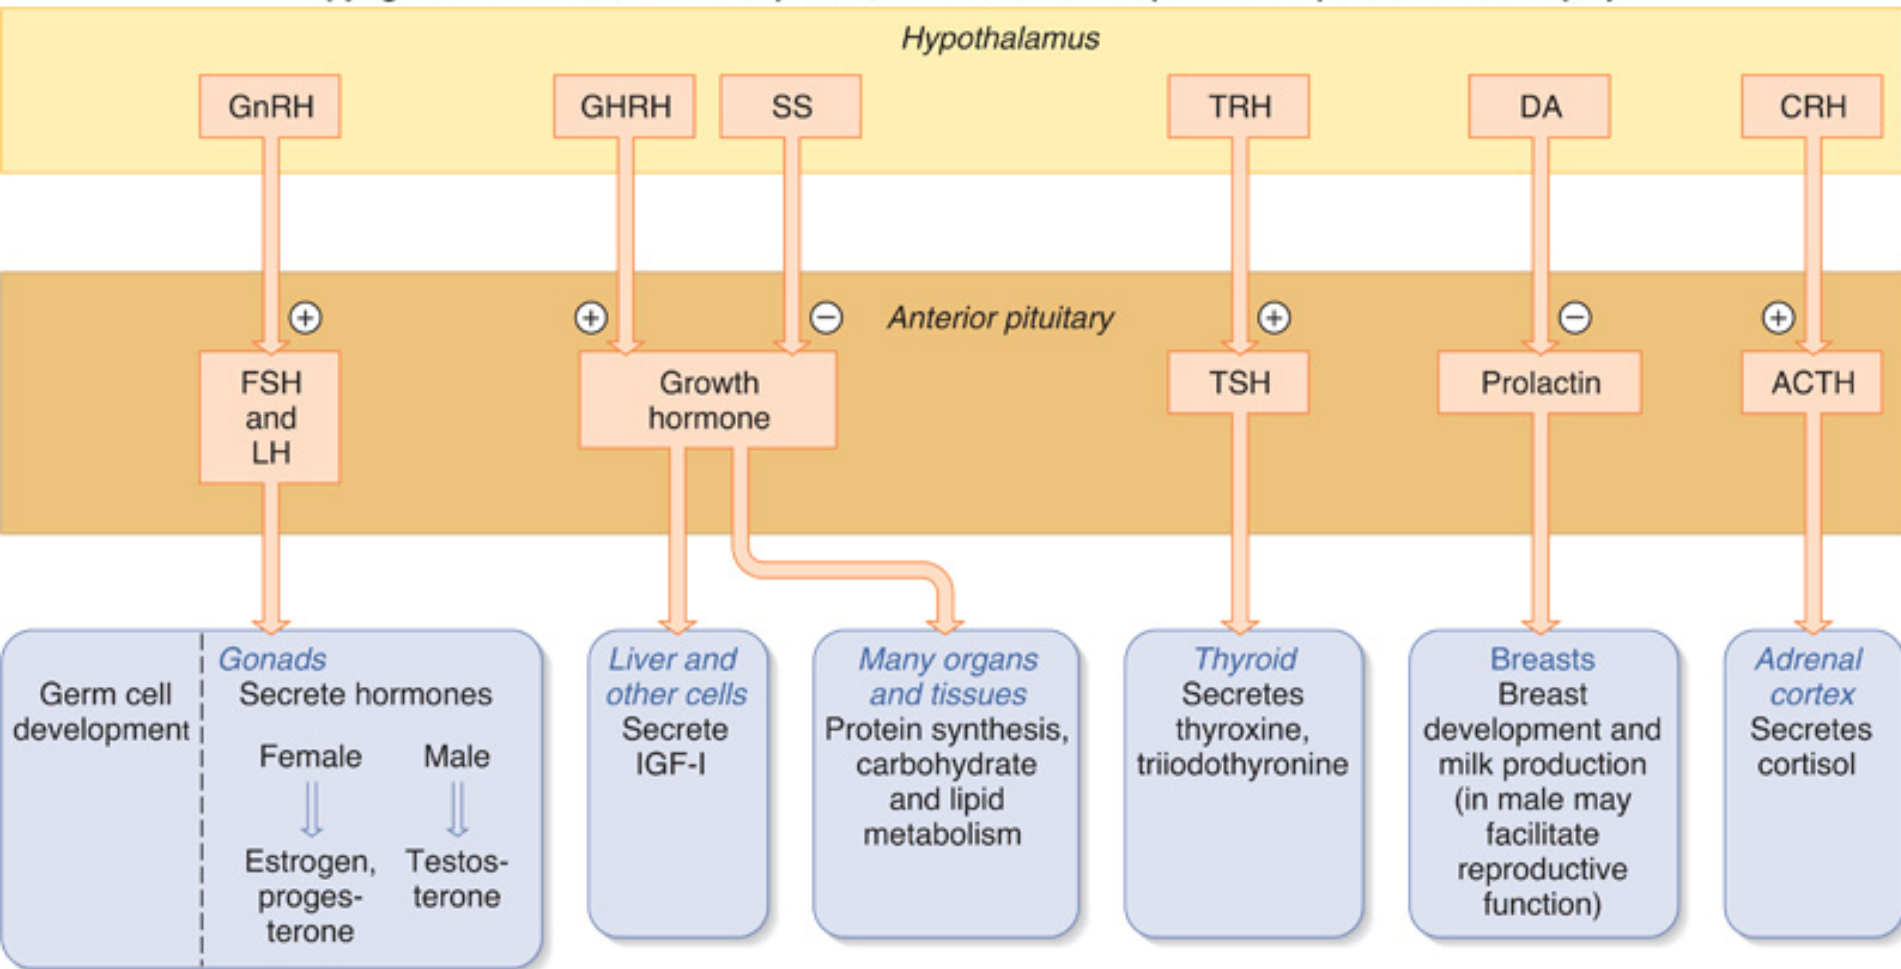 Hypothalamus
GnRH
GHRH
SS
TRH
DA
CRH
+
+
−
Anterior pituitary
+
−
+
FSH
and
LH
Growth
hormone
TSH
Prolactin
ACTH
Germ cell
development
Gonads
Secrete hormones
Female
Male
Estrogen,
proges-
terone
Testos-
terone
Liver and
other cells
Secrete
IGF-I
Many organs
and tissues
Protein synthesis,
carbohydrate
and lipid
metabolism
Thyroid
Secretes
thyroxine,
triiodothyronine
Breasts
Breast
development and
milk production
(in male may
facilitate
reproductive
function)
Adrenal
cortex
Secretes
cortisol